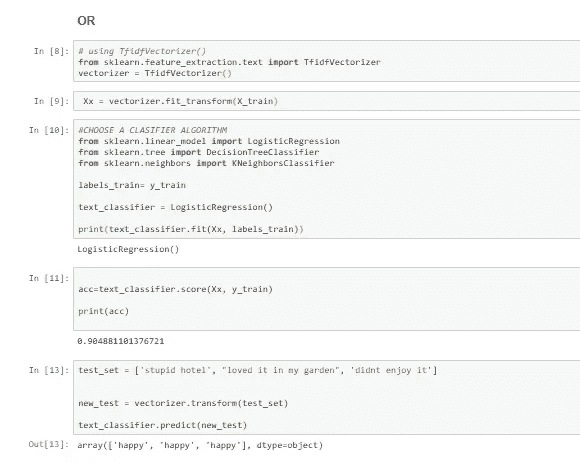 OR
In [8]: # using TfidfVectorizer()
from sklearn.feature_extraction.text import TfidfVectorizer
vectorizer = TfidfVectorizer()
In [9]: Xx = vectorizer.fit_transform(X_train)
In [10]: #CHOOSE A CLASIFIER ALGORITHM
from sklearn.linear_model import LogisticRegression
from sklearn.tree import DecisionTreeClassifier
from sklearn.neighbors import KNeighborsClassifier
labels_train= y_train
text_classifier = LogisticRegression()
print(text_classifier.fit(Xx, labels_train))
LogisticRegression()
In [11]:
acc=text_classifier.score(Xx, y_train)
print(acc)
0.904881101376721
In [13]: test_set = ['stupid hotel', "loved it in my garden", 'didnt enjoy it']
new_test = vectorizer.transform(test_set)
text_classifier.predict(new_test)
Out[13]: array(['happy', 'happy', 'happy'], dtype=object)